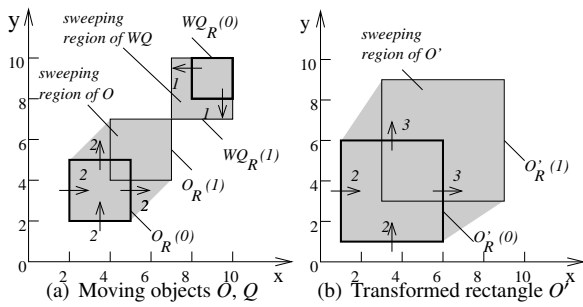 y
sweeping
region of WQ
WQ_R(0)
10
8
6
4
2
sweeping
region of O
1
1
2
2
2
2
2
WQ_R(1)
O_R(1)
O_R(0)
2 4 6 8 10 x
(a) Moving objects O, Q
y
sweeping
region of O'
10
8
6
4
2
3
2
3
2
O'_R(1)
O'_R(0)
2 4 6 8 10 x
(b) Transformed rectangle O'